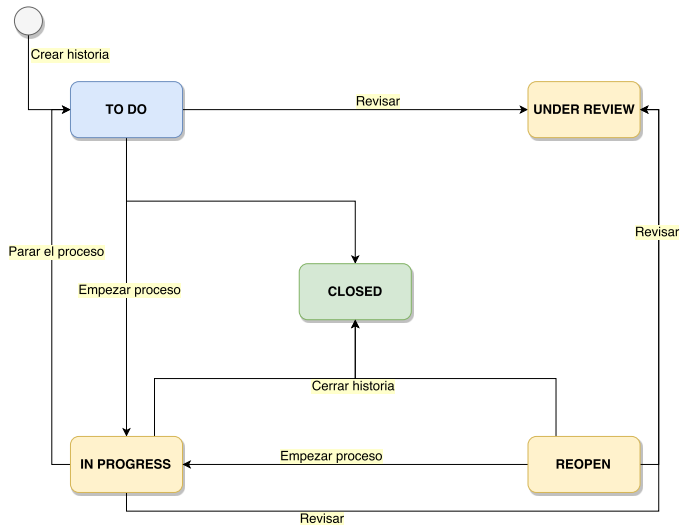 Crear historia
TO DO
Revisar
UNDER REVIEW
Revisar
Parar el proceso
Empezar proceso
CLOSED
Cerrar historia
IN PROGRESS
Empezar proceso
REOPEN
Revisar